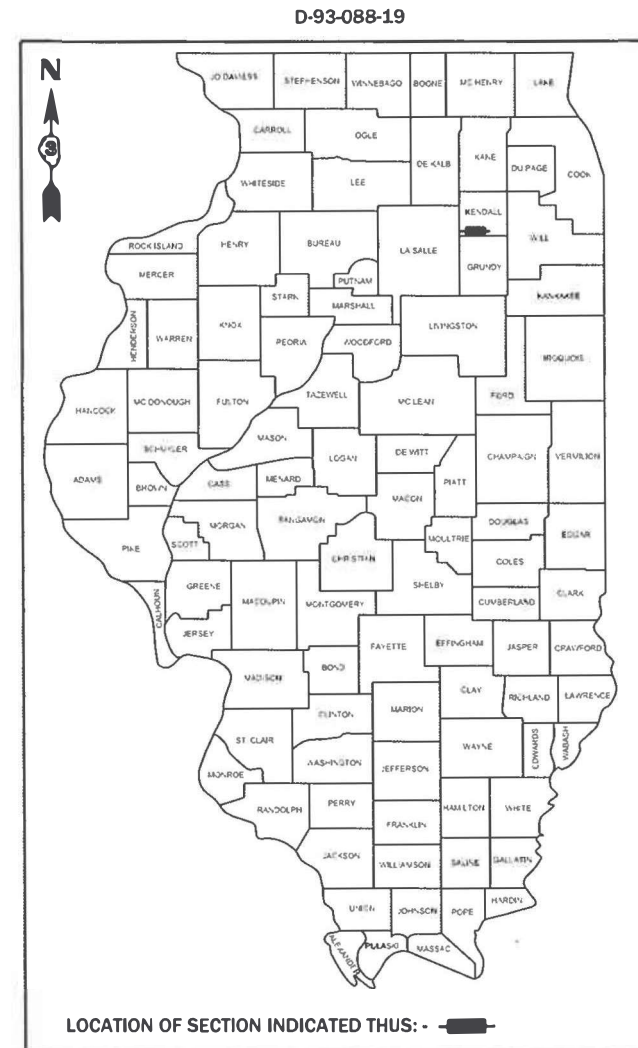 D-93-088-19
N
3
JO DAVIESS STEPHENSON WINNEBAGO BOONE MC HENRY LAKE
CARROLL OGLE DE KALB KANE DU PAGE COOK
WHITESIDE LEE
KENDALL WILL
ROCK ISLAND HENRY BUREAU LA SALLE GRUNDY
MERCER PUTNAM KANKAKEE
STARK MARSHALL
HENDERSON WARREN KNOX PEORIA WOODFORD LIVINGSTON IROQUOIS
HANCOCK MC DONOUGH FULTON TAZEWELL MC LEAN FORD
MASON
SCHUYLER LOGAN DE WITT CHAMPAIGN VERMILION
ADAMS BROWN CASS MENARD MACON PIATT
MORGAN SANGAMON DOUGLAS
PIKE SCOTT CHRISTIAN MOULTRIE COLES EDGAR
CALHOUN GREENE MACOUPIN MONTGOMERY SHELBY CUMBERLAND CLARK
JERSEY FAYETTE EFFINGHAM JASPER CRAWFORD
MADISON BOND CLAY RICHLAND LAWRENCE
CLINTON MARION
ST. CLAIR WASHINGTON JEFFERSON WAYNE EDWARDS WABASH
MONROE
RANDOLPH PERRY FRANKLIN HAMILTON WHITE
JACKSON WILLIAMSON SALINE GALLATIN
UNION JOHNSON POPE HARDIN
ALEXANDER PULASKI MASSAC
LOCATION OF SECTION INDICATED THUS: -